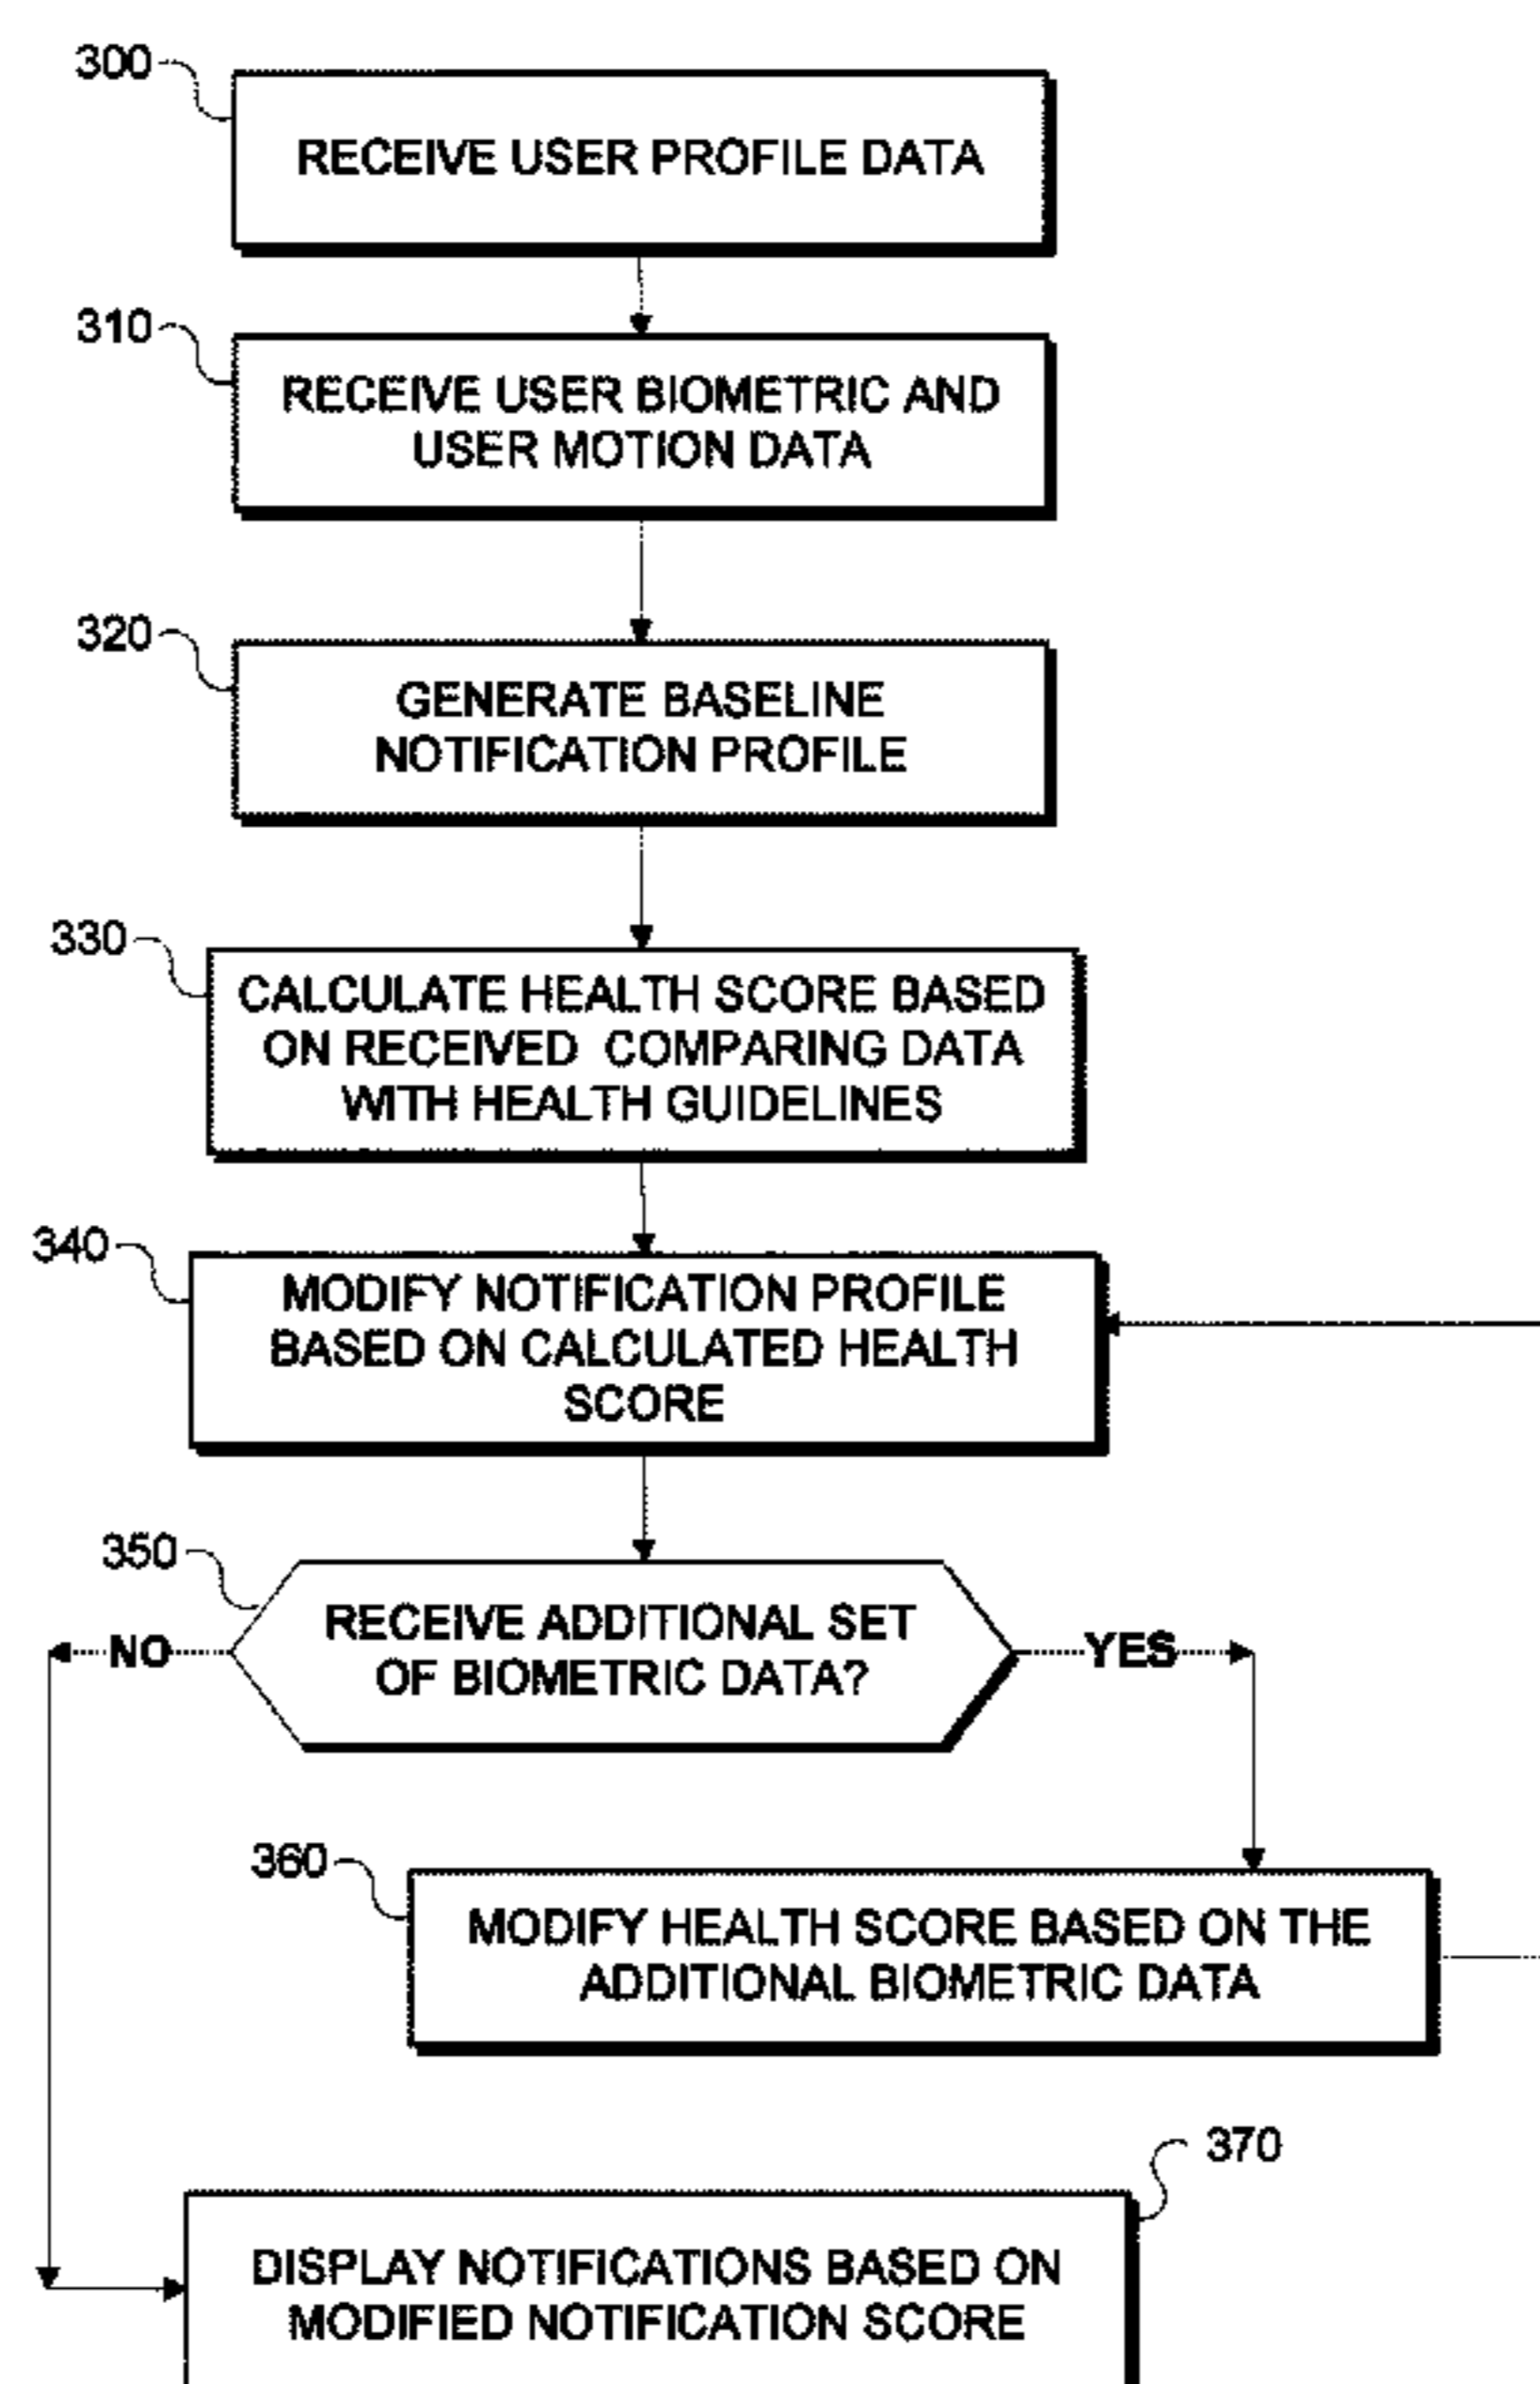 300
RECEIVE USER PROFILE DATA
310
RECEIVE USER BIOMETRIC AND
USER MOTION DATA
320
GENERATE BASELINE
NOTIFICATION PROFILE
330
CALCULATE HEALTH SCORE BASED
ON RECEIVED COMPARING DATA
WITH HEALTH GUIDELINES
340
MODIFY NOTIFICATION PROFILE
BASED ON CALCULATED HEALTH
SCORE
350
RECEIVE ADDITIONAL SET
OF BIOMETRIC DATA?
NO
YES
360
MODIFY HEALTH SCORE BASED ON THE
ADDITIONAL BIOMETRIC DATA
370
DISPLAY NOTIFICATIONS BASED ON
MODIFIED NOTIFICATION SCORE